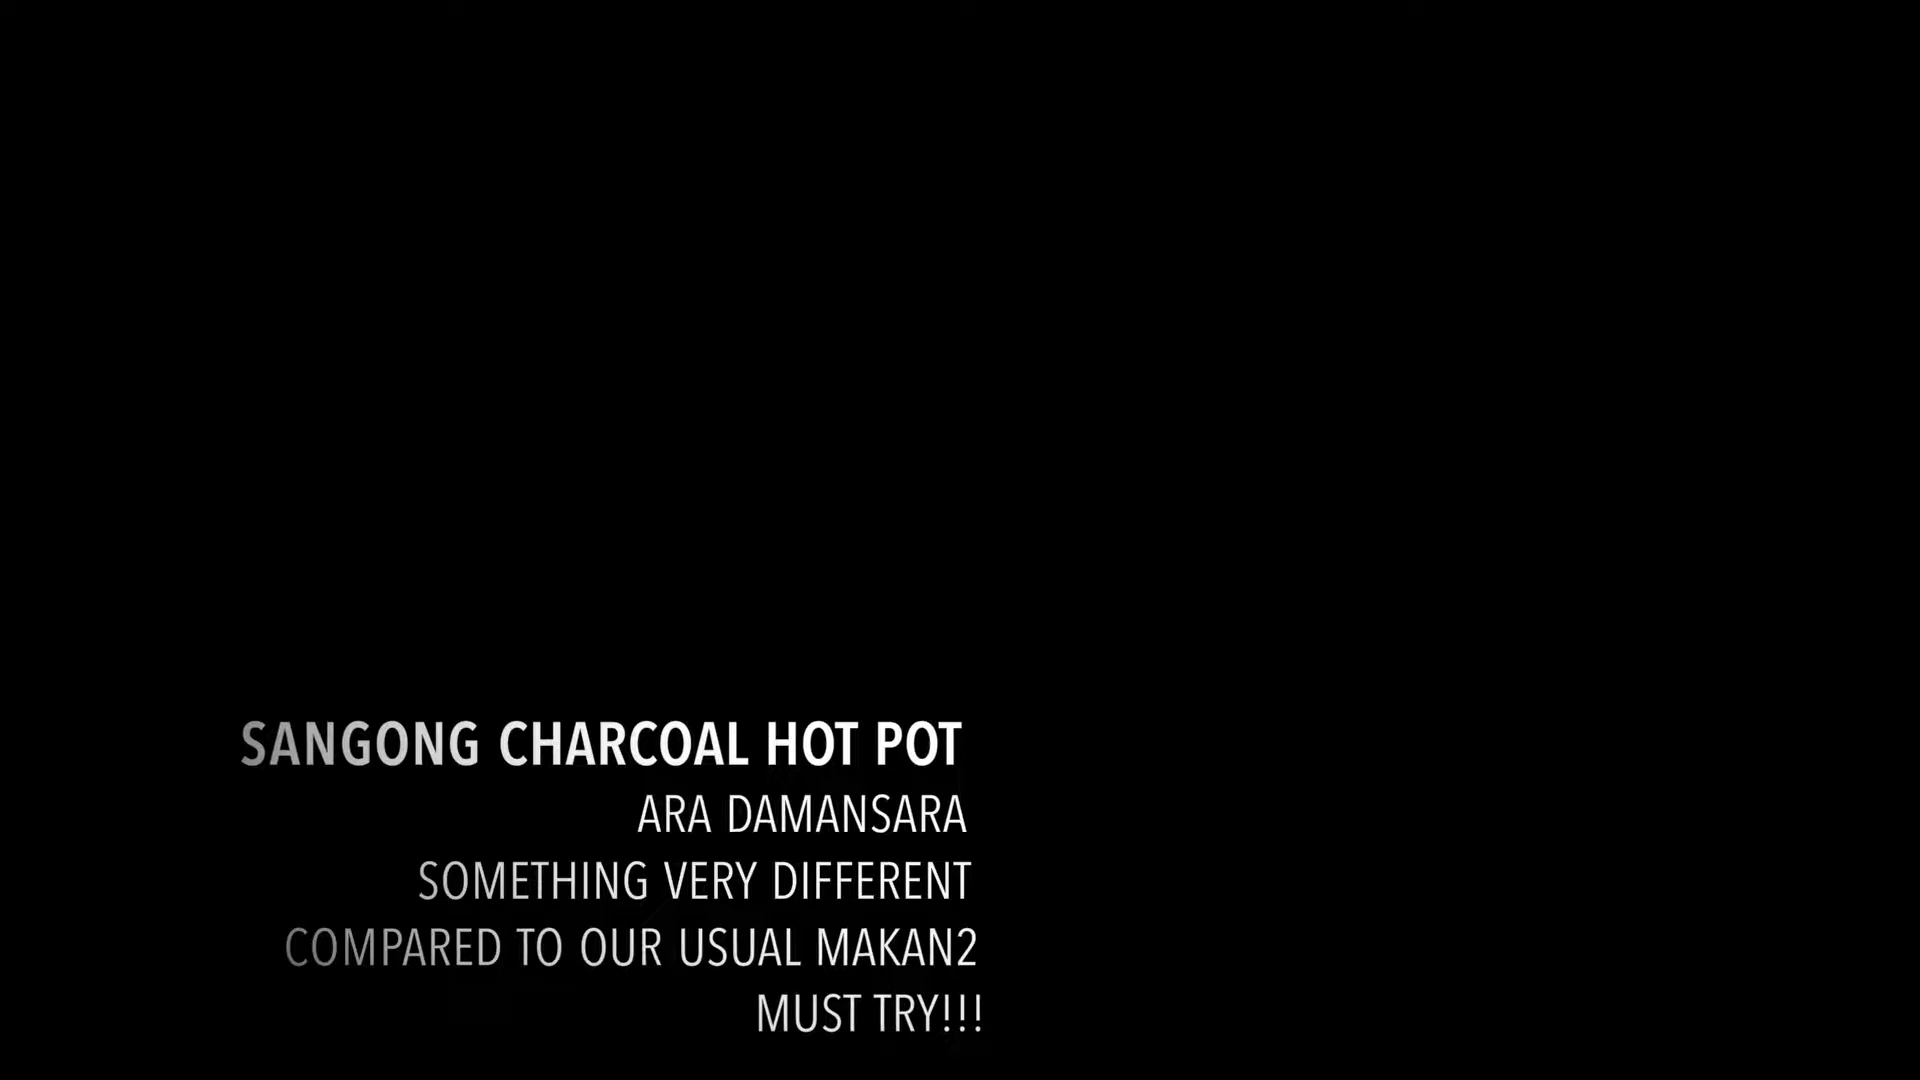 SANGONG CHARCOAL HOT POT
ARA DAMANSARA
SOMETHING VERY DIFFERENT
COMPARED TO OUR USUAL MAKAN2
MUST TRY!!!